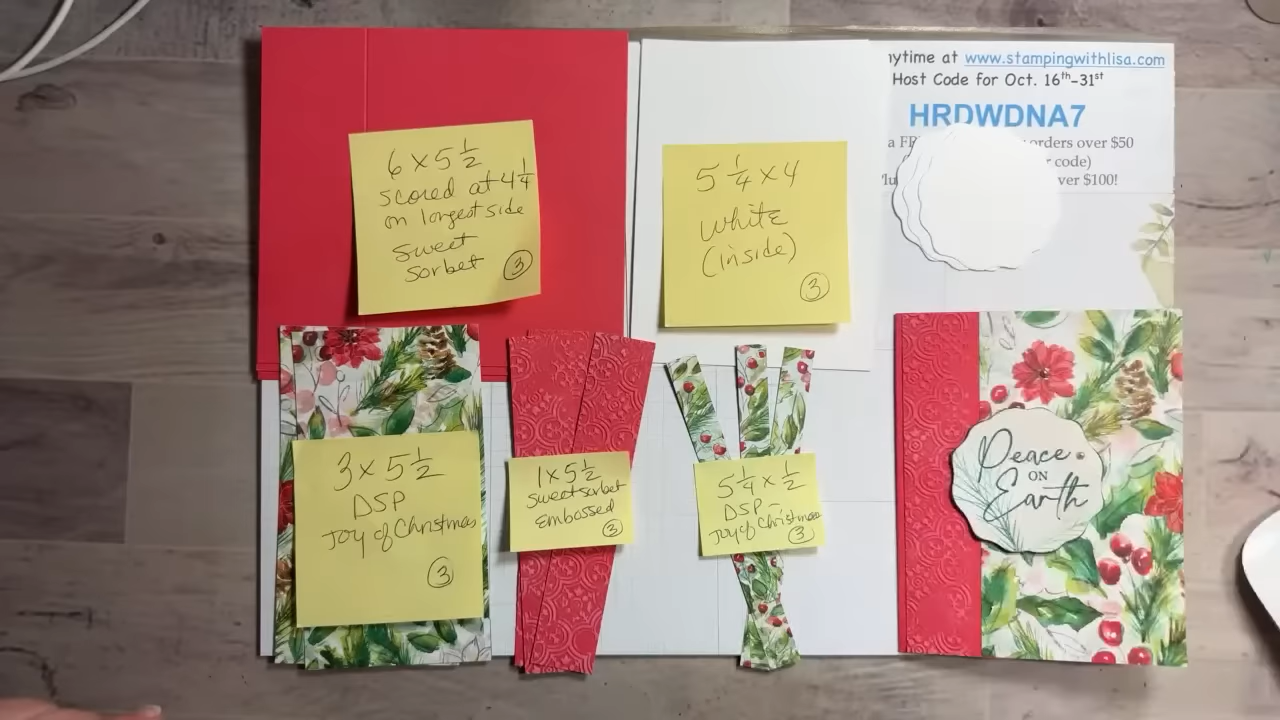 nytime at www.stampingwithlisa.com
Host Code for Oct. 16th-31st
HRDWDNA7
a FR orders over $50
r code)
lu ver $100!
6 x 5 1/2
scored at 4 1/4
on longest side
sweet
sorbet
3
5 1/4 x 4
white
(inside)
3
3 x 5 1/2
DSP
Joy of Christmas
3
1 x 5 1/2
Sweet sorbet
Embossed
3
5 1/4 x 1/2
DSP -
Joy of Christmas
3
Peace
ON
Earth